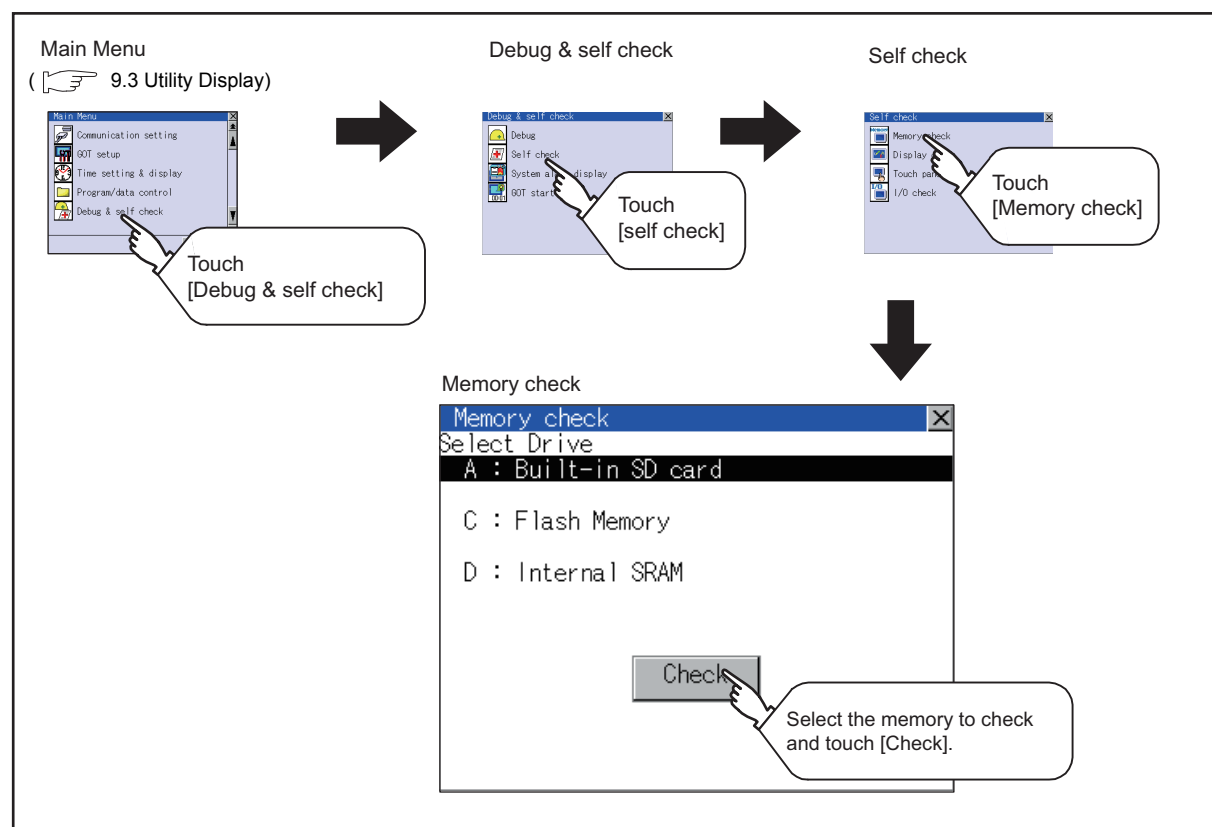 Main Menu
( 9.3 Utility Display)
Main Menu
Communication setting
GOT setup
Time setting & display
Program/data control
Debug & self check
Touch
[Debug & self check]
Debug & self check
Debug & self check
Debug
Self check
System display
GOT start
Touch
[self check]
Self check
Self check
Memory check
Display
Touch
I/O check
Touch
[Memory check]
Memory check
Memory check
Select Drive
A : Built-in SD card
C : Flash Memory
D : Internal SRAM
Check
Select the memory to check
and touch [Check].